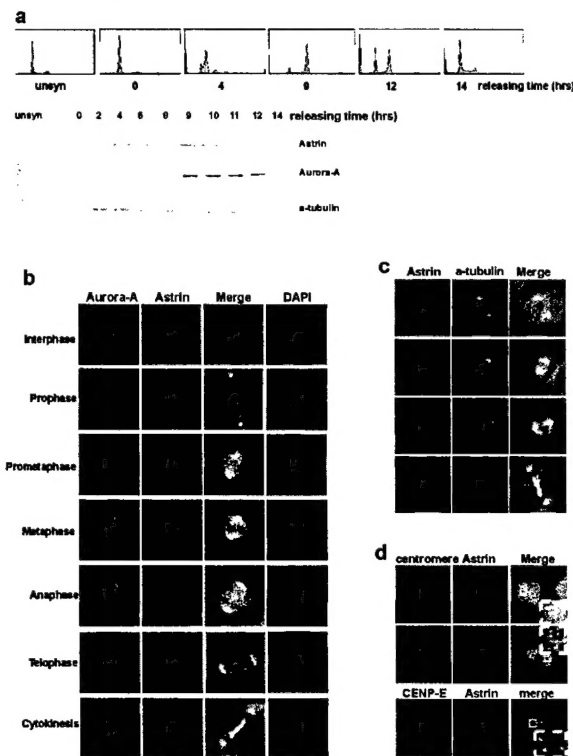 a
unsyn 0 4 9 12 14 releasing time (hrs)
unsyn 0 2 4 6 8 9 10 11 12 14 releasing time (hrs)
Astrin
Aurora-A
a-tubulin
b
Aurora-A Astrin Merge DAPI
Interphase
Prophase
Prometaphase
Metaphase
Anaphase
Telophase
Cytokinesis
c
Astrin a-tubulin Merge
d
centromere Astrin Merge
CENP-E Astrin merge